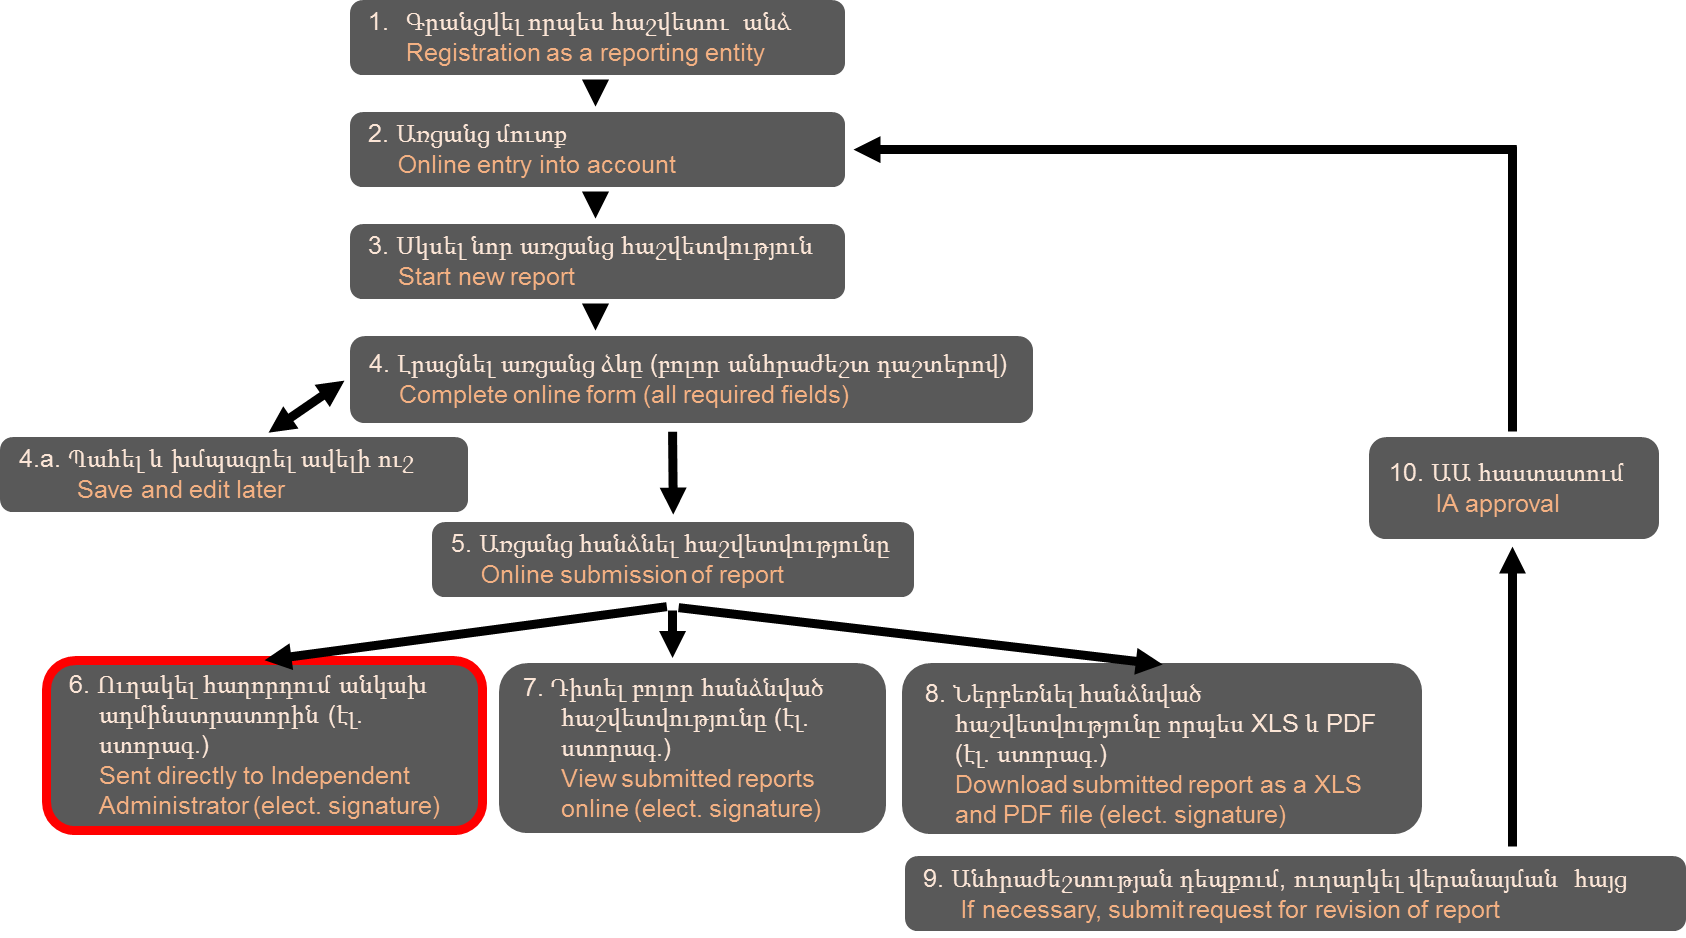 1. Գրանցվել որպես հաշվետու անձ
Registration as a reporting entity
2. Առցանց մուտք
Online entry into account
3. Սկսել նոր առցանց հաշվետվություն
Start new report
4. Լրացնել առցանց ձևը (բոլոր անհրաժեշտ դաշտերով)
Complete online form (all required fields)
4.a. Պահել և խմպագրել ավելի ուշ
Save and edit later
5. Առցանց հանձնել հաշվետվությունը
Online submission of report
6. Ուղակել հաղորդում անկախ
ադմինստրատորին (էլ.
ստորագ.)
Sent directly to Independent
Administrator (elect. signature)
7. Դիտել բոլոր հանձնված
հաշվետվությունը (էլ.
ստորագ.)
View submitted reports
online (elect. signature)
8. Ներբեռնել հանձնված
հաշվետվությունը որպես XLS և PDF
(էլ. ստորագ.)
Download submitted report as a XLS
and PDF file (elect. signature)
9. Անհրաժեշտության դեպքում, ուղարկել վերանայման հայց
If necessary, submit request for revision of report
10. ԱԱ հաստատում
IA approval